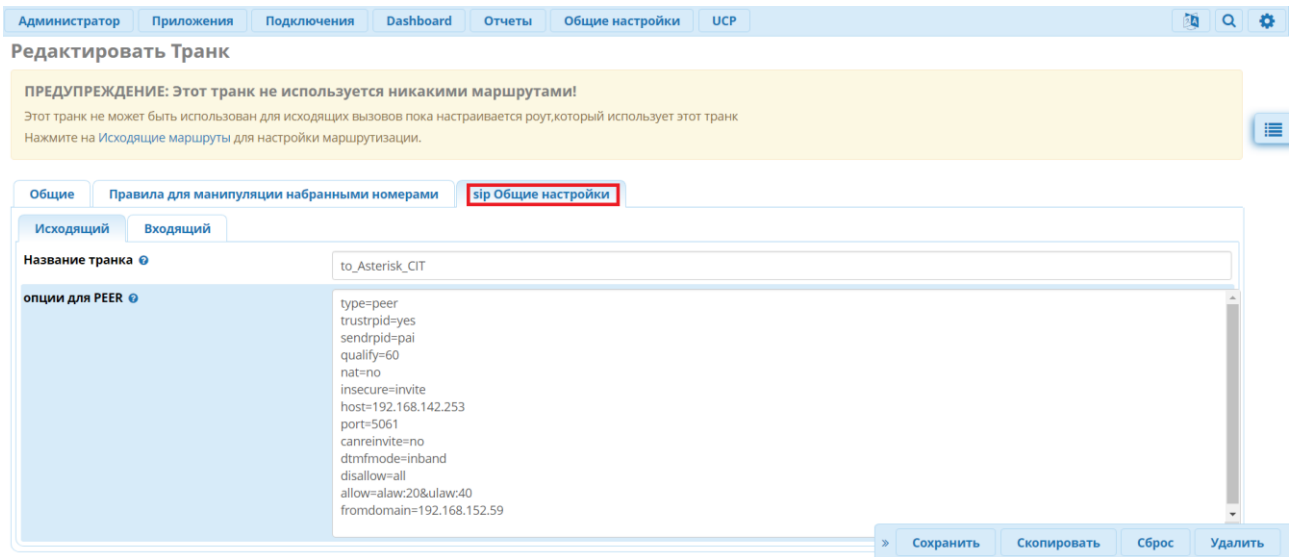 Администратор Приложения Подключения Dashboard Отчеты Общие настройки UCP
Редактировать Транк
ПРЕДУПРЕЖДЕНИЕ: Этот транк не используется никакими маршрутами!
Этот транк не может быть использован для исходящих вызовов пока настраивается роут,который использует этот транк
Нажмите на Исходящие маршруты для настройки маршрутизации.
Общие Правила для манипуляции набранными номерами sip Общие настройки
Исходящий Входящий
Название транка to_Asterisk_CIT
опции для PEER type=peer
trustrpid=yes
sendrpid=pai
qualify=60
nat=no
insecure=invite
host=192.168.142.253
port=5061
canreinvite=no
dtmfmode=inband
disallow=all
allow=alaw:20&ulaw:40
fromdomain=192.168.152.59
» Сохранить Скопировать Сброс Удалить